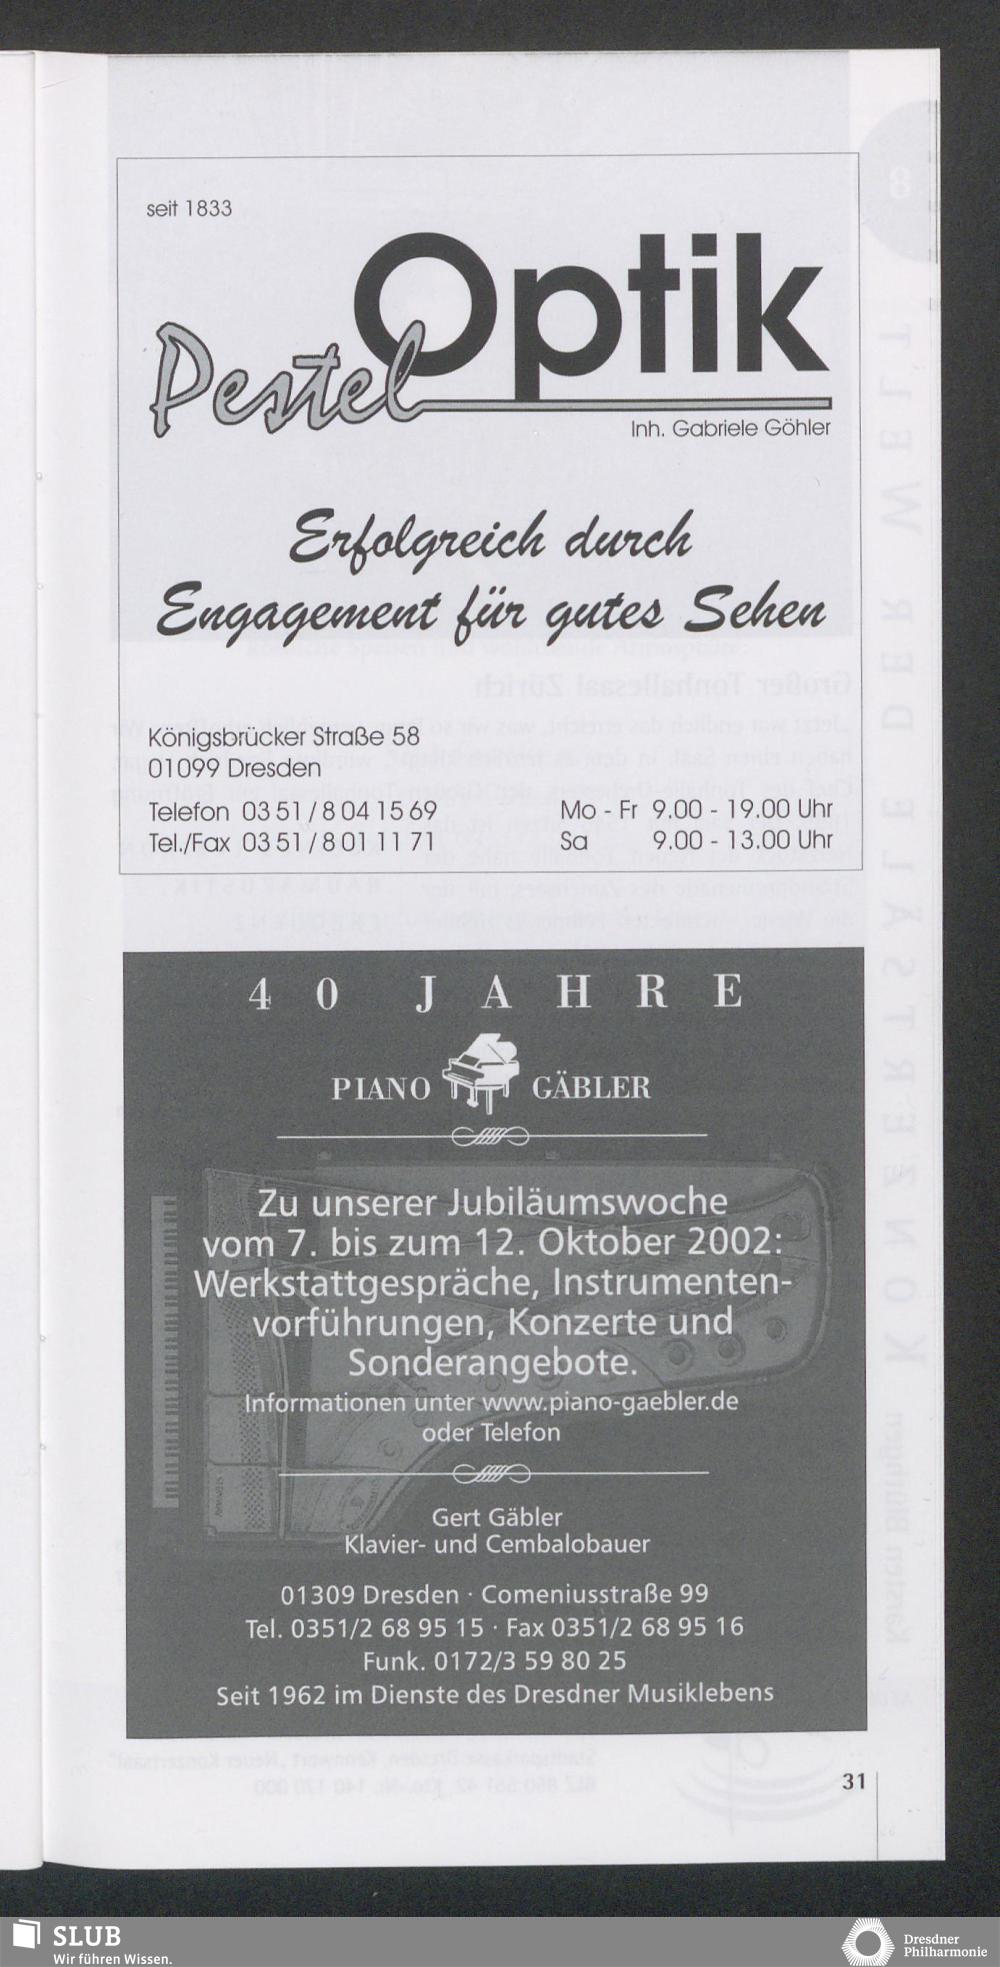 seit 1833
Optik
Pestel
Inh. Gabriele Göhler
Erfolgreich durch
Engagement für gutes Sehen
Königsbrücker Straße 58
01099 Dresden
Telefon 03 51 / 8 04 15 69
Tel./Fax 03 51 / 8 01 11 71
Mo - Fr 9.00 - 19.00 Uhr
Sa 9.00 - 13.00 Uhr
40 JAHRE
PIANO GÄBLER
Zu unserer Jubiläumswoche
vom 7. bis zum 12. Oktober 2002:
Werkstattgespräche, Instrumenten-
vorführungen, Konzerte und
Sonderangebote.
Informationen unter www.piano-gaebler.de
oder Telefon
Gert Gäbler
Klavier- und Cembalobauer
01309 Dresden · Comeniusstraße 99
Tel. 0351/2 68 95 15 · Fax 0351/2 68 95 16
Funk. 0172/3 59 80 25
Seit 1962 im Dienste des Dresdner Musiklebens
31
SLUB
Wir führen Wissen.
Dresdner
Philharmonie